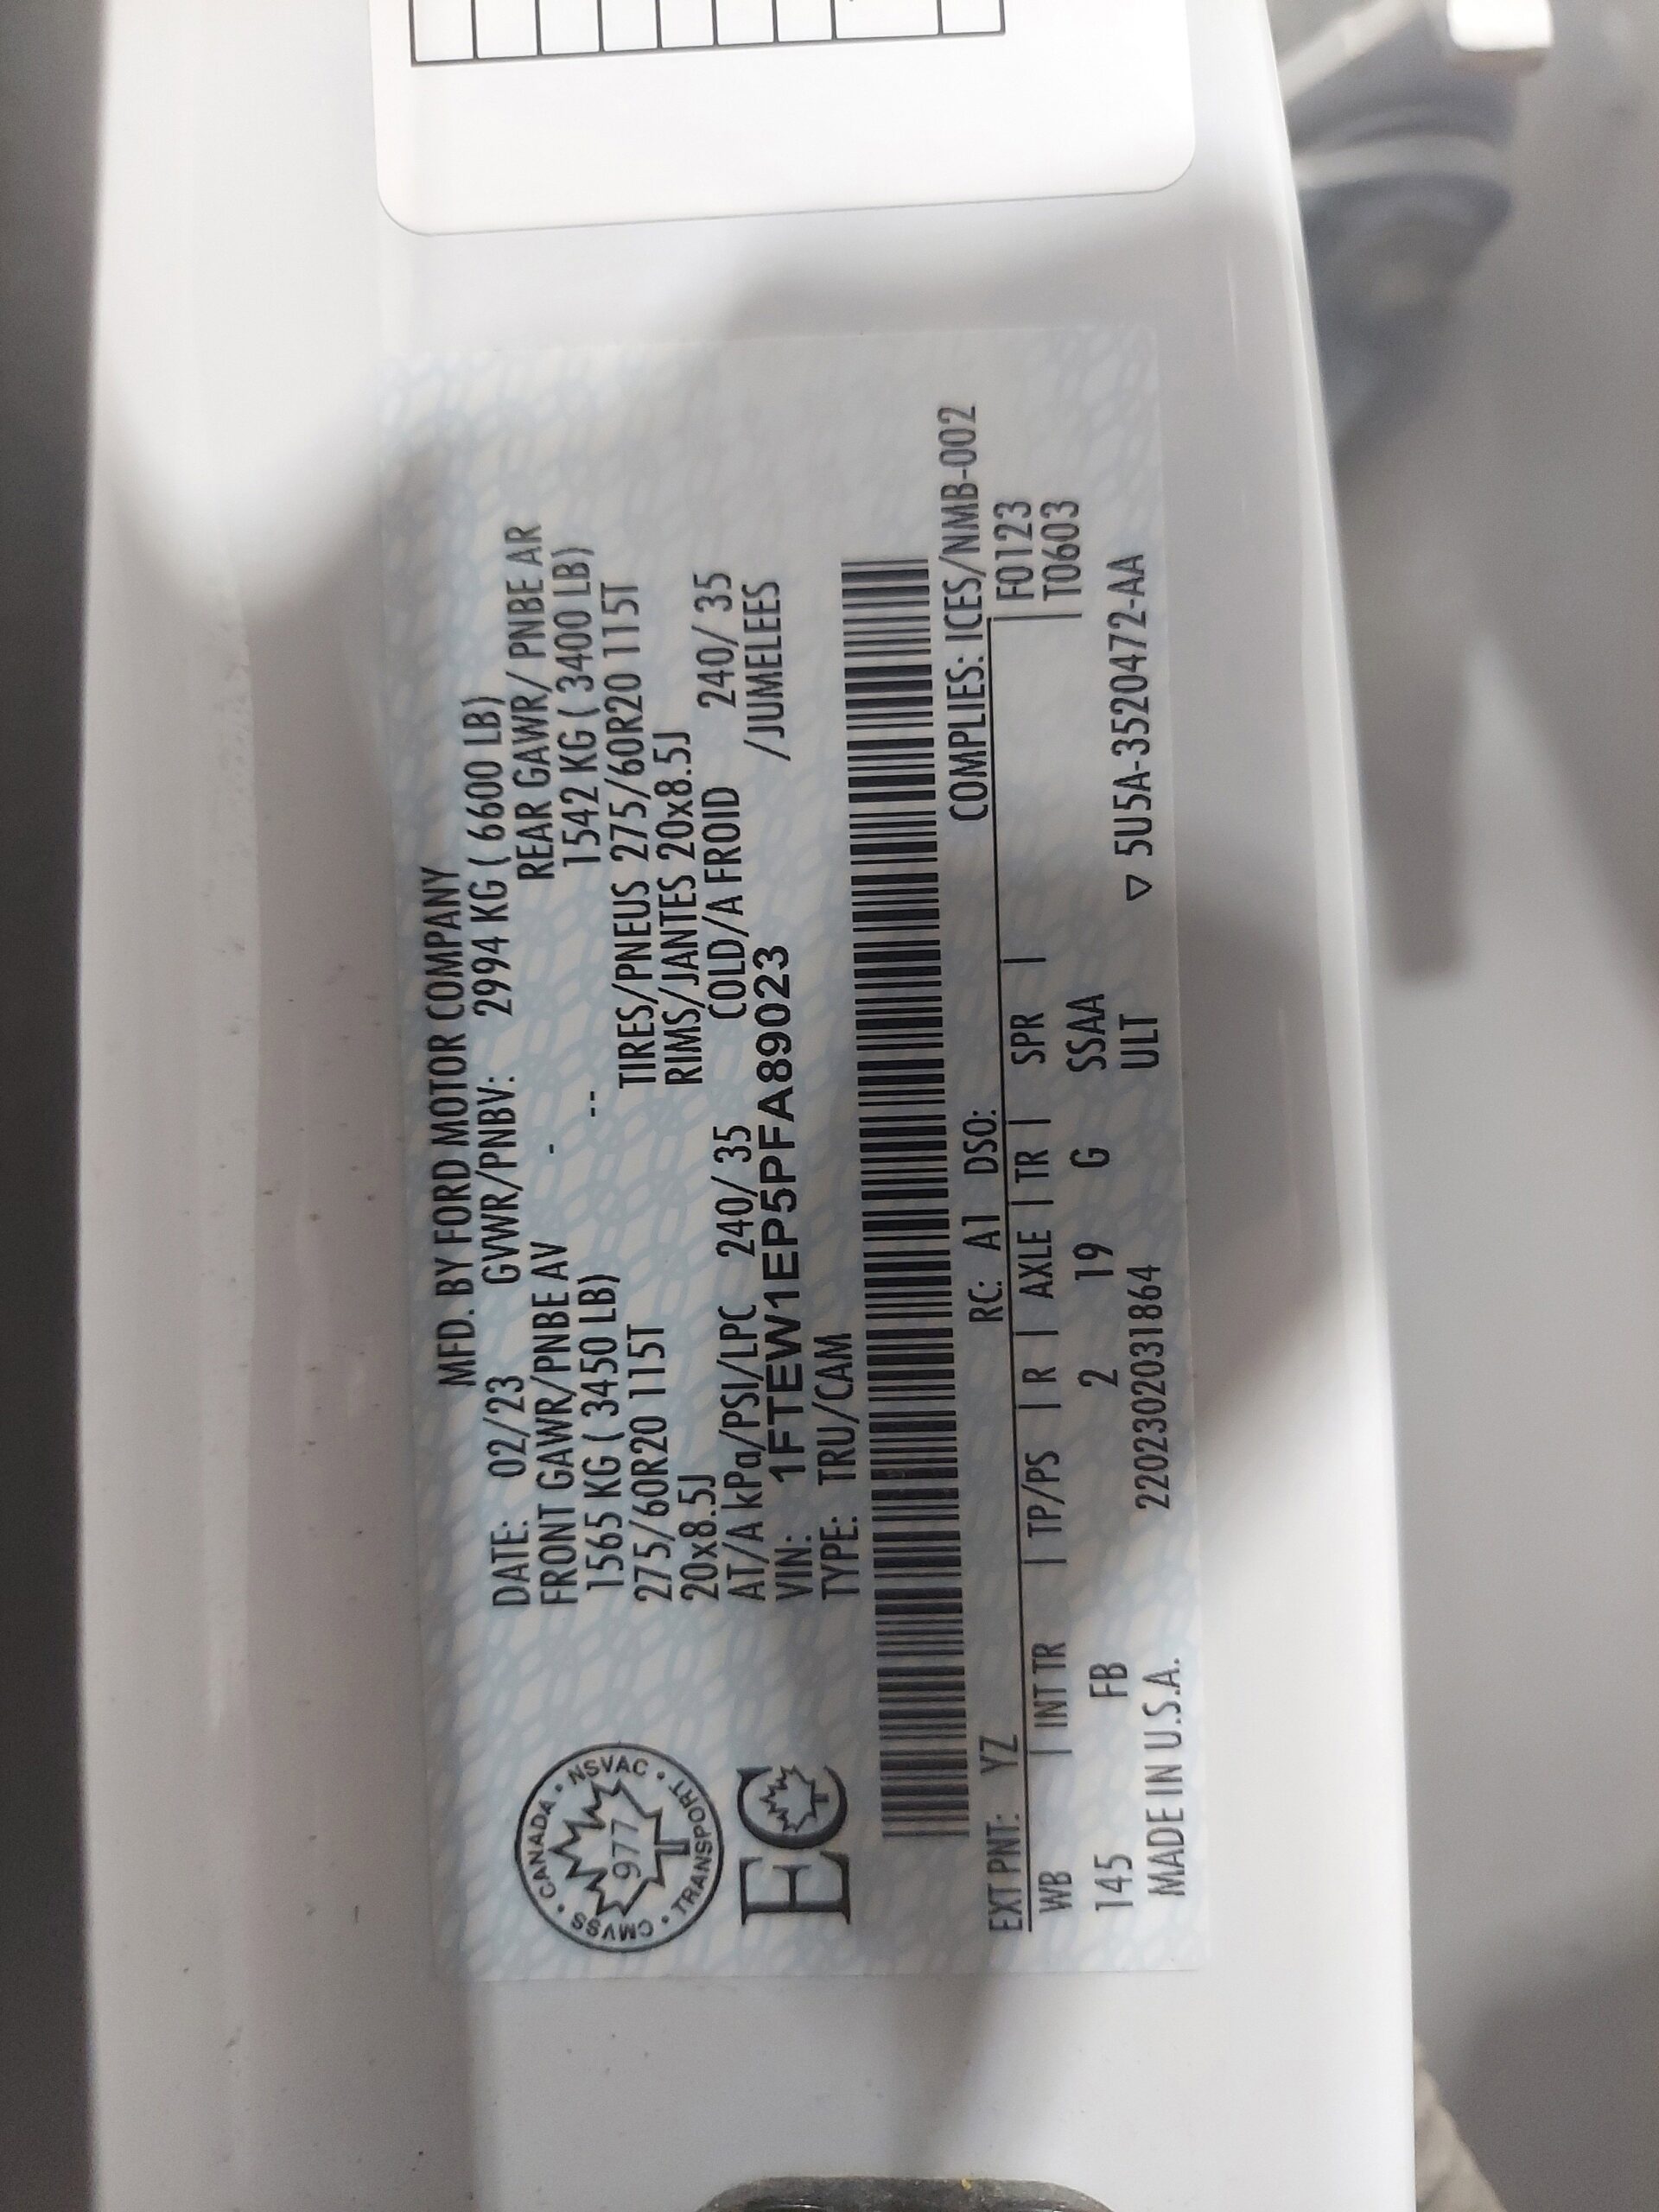 MFD. BY FORD MOTOR COMPANY
DATE: 02/23 GVWR/PNBV: 2994 KG ( 6600 LB)
FRONT GAWR/PNBE AV - REAR GAWR/ PNBE AR
1565 KG ( 3450 LB) -- 1542 KG ( 3400 LB)
275/60R20 115T TIRES/PNEUS 275/60R20 115T
20x8.5J RIMS/JANTES 20x8.5J
AT/A kPa/PSI/LPC 240/ 35 COLD/A FROID 240/ 35
VIN: 1FTEW1EP5PFA89023 /JUMELEES
TYPE: TRU/CAM
CANADA • NSVAC • TRANSPORT • CMVSS •
977
EC
COMPLIES: ICES/NMB-002
EXT PNT: YZ RC: A1 DSO: F0123
WB | INT TR | TP/PS | R | AXLE | TR | SPR | | T0603
145 FB 2 19 G SSAA
MADE IN U.S.A. 2202302031864 ULT ▽ 5U5A-3520472-AA